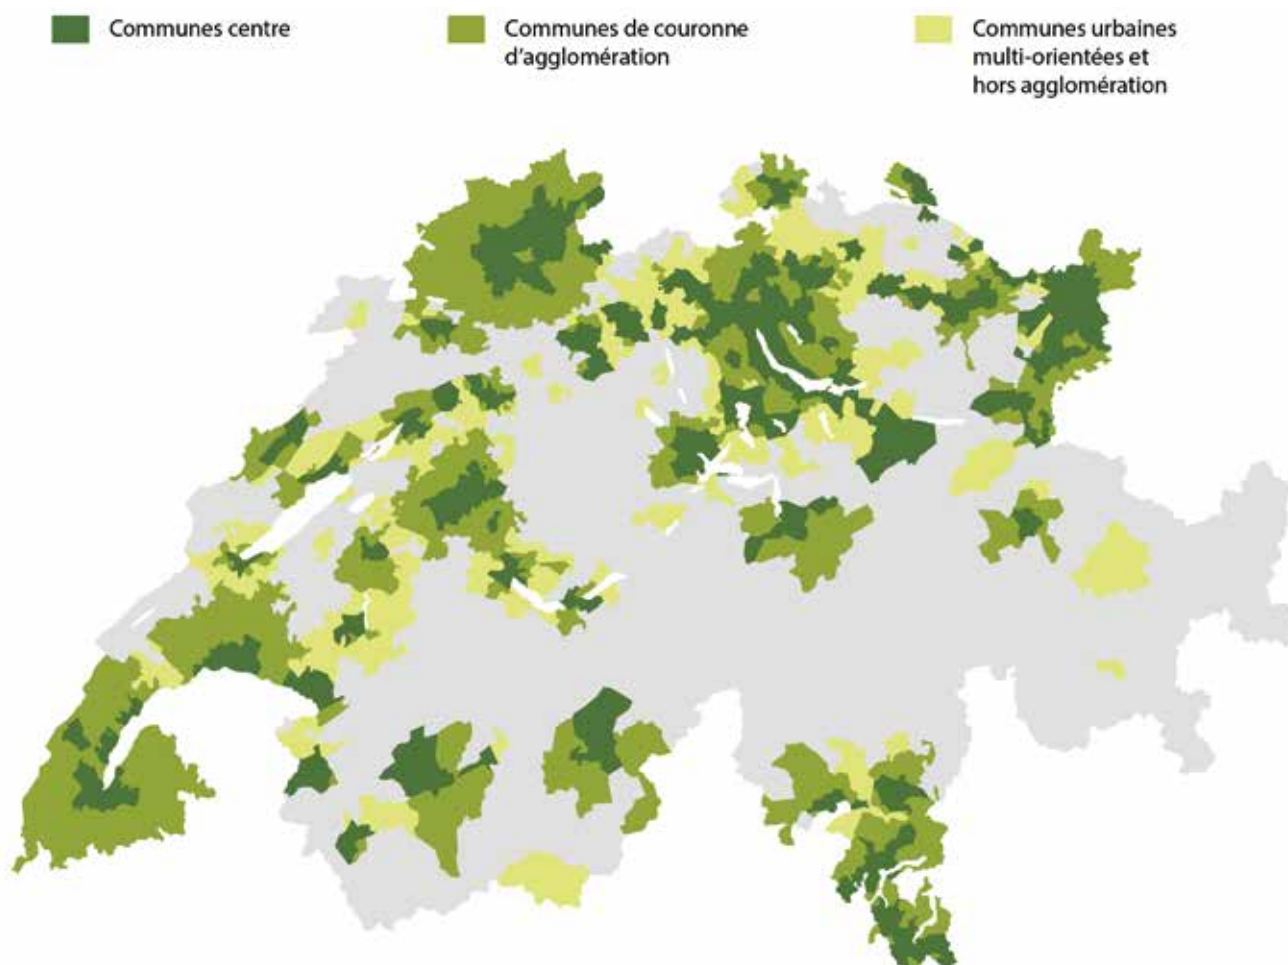 Communes centre
Communes de couronne
d'agglomération
Communes urbaines
multi-orientées et
hors agglomération